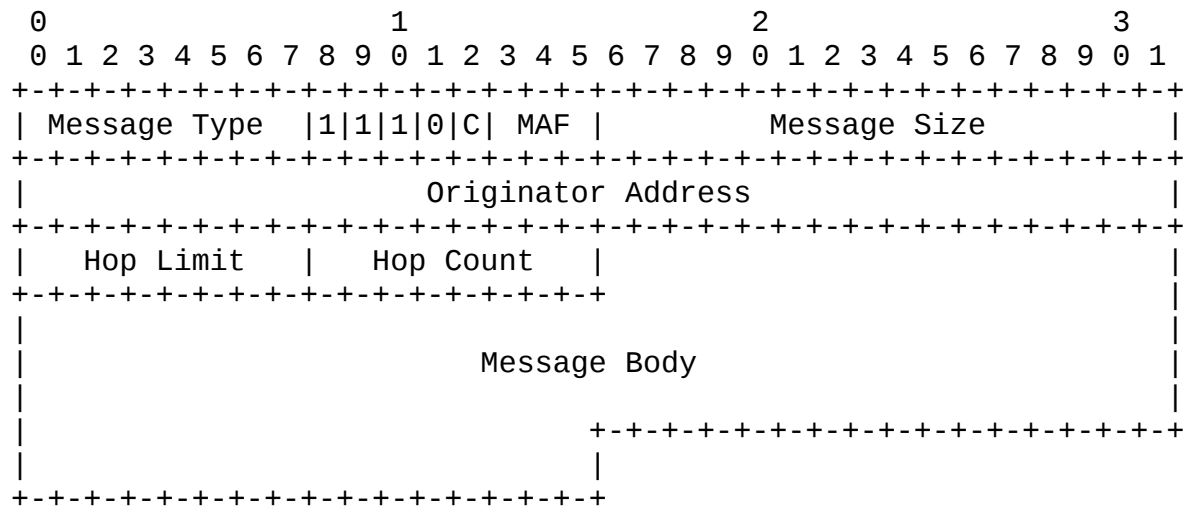 0                   1                   2                   3
 0 1 2 3 4 5 6 7 8 9 0 1 2 3 4 5 6 7 8 9 0 1 2 3 4 5 6 7 8 9 0 1
+-+-+-+-+-+-+-+-+-+-+-+-+-+-+-+-+-+-+-+-+-+-+-+-+-+-+-+-+-+-+-+-+
| Message Type  |1|1|1|0|C| MAF |         Message Size          |
+-+-+-+-+-+-+-+-+-+-+-+-+-+-+-+-+-+-+-+-+-+-+-+-+-+-+-+-+-+-+-+-+
|                      Originator Address                       |
+-+-+-+-+-+-+-+-+-+-+-+-+-+-+-+-+-+-+-+-+-+-+-+-+-+-+-+-+-+-+-+-+
|   Hop Limit   |   Hop Count   |                               |
+-+-+-+-+-+-+-+-+-+-+-+-+-+-+-+-+                               |
|                                                               |
|                         Message Body                          |
|                                                               |
|                               +-+-+-+-+-+-+-+-+-+-+-+-+-+-+-+-+
|                               |
+-+-+-+-+-+-+-+-+-+-+-+-+-+-+-+-+